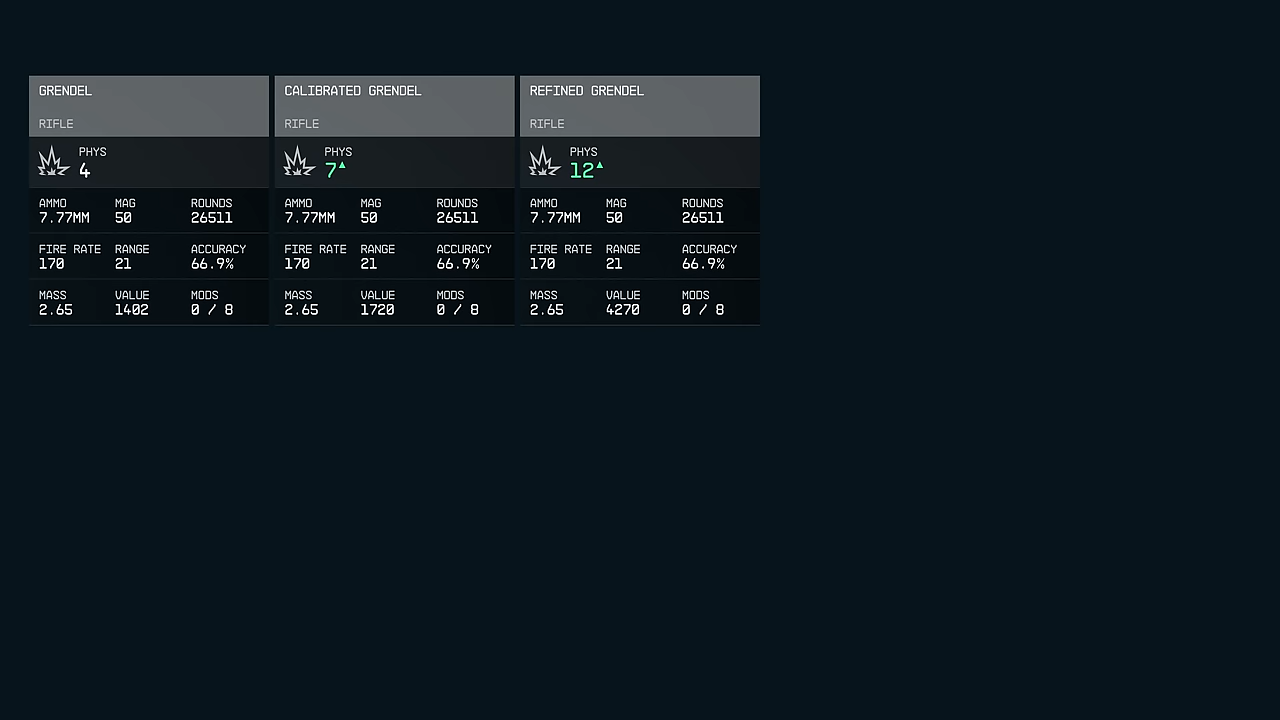 GRENDEL
RIFLE
PHYS
4
AMMO MAG ROUNDS
7.77MM 50 26511
FIRE RATE RANGE ACCURACY
170 21 66.9%
MASS VALUE MODS
2.65 1402 0 / 8
CALIBRATED GRENDEL
RIFLE
PHYS
7▲
AMMO MAG ROUNDS
7.77MM 50 26511
FIRE RATE RANGE ACCURACY
170 21 66.9%
MASS VALUE MODS
2.65 1720 0 / 8
REFINED GRENDEL
RIFLE
PHYS
12▲
AMMO MAG ROUNDS
7.77MM 50 26511
FIRE RATE RANGE ACCURACY
170 21 66.9%
MASS VALUE MODS
2.65 4270 0 / 8